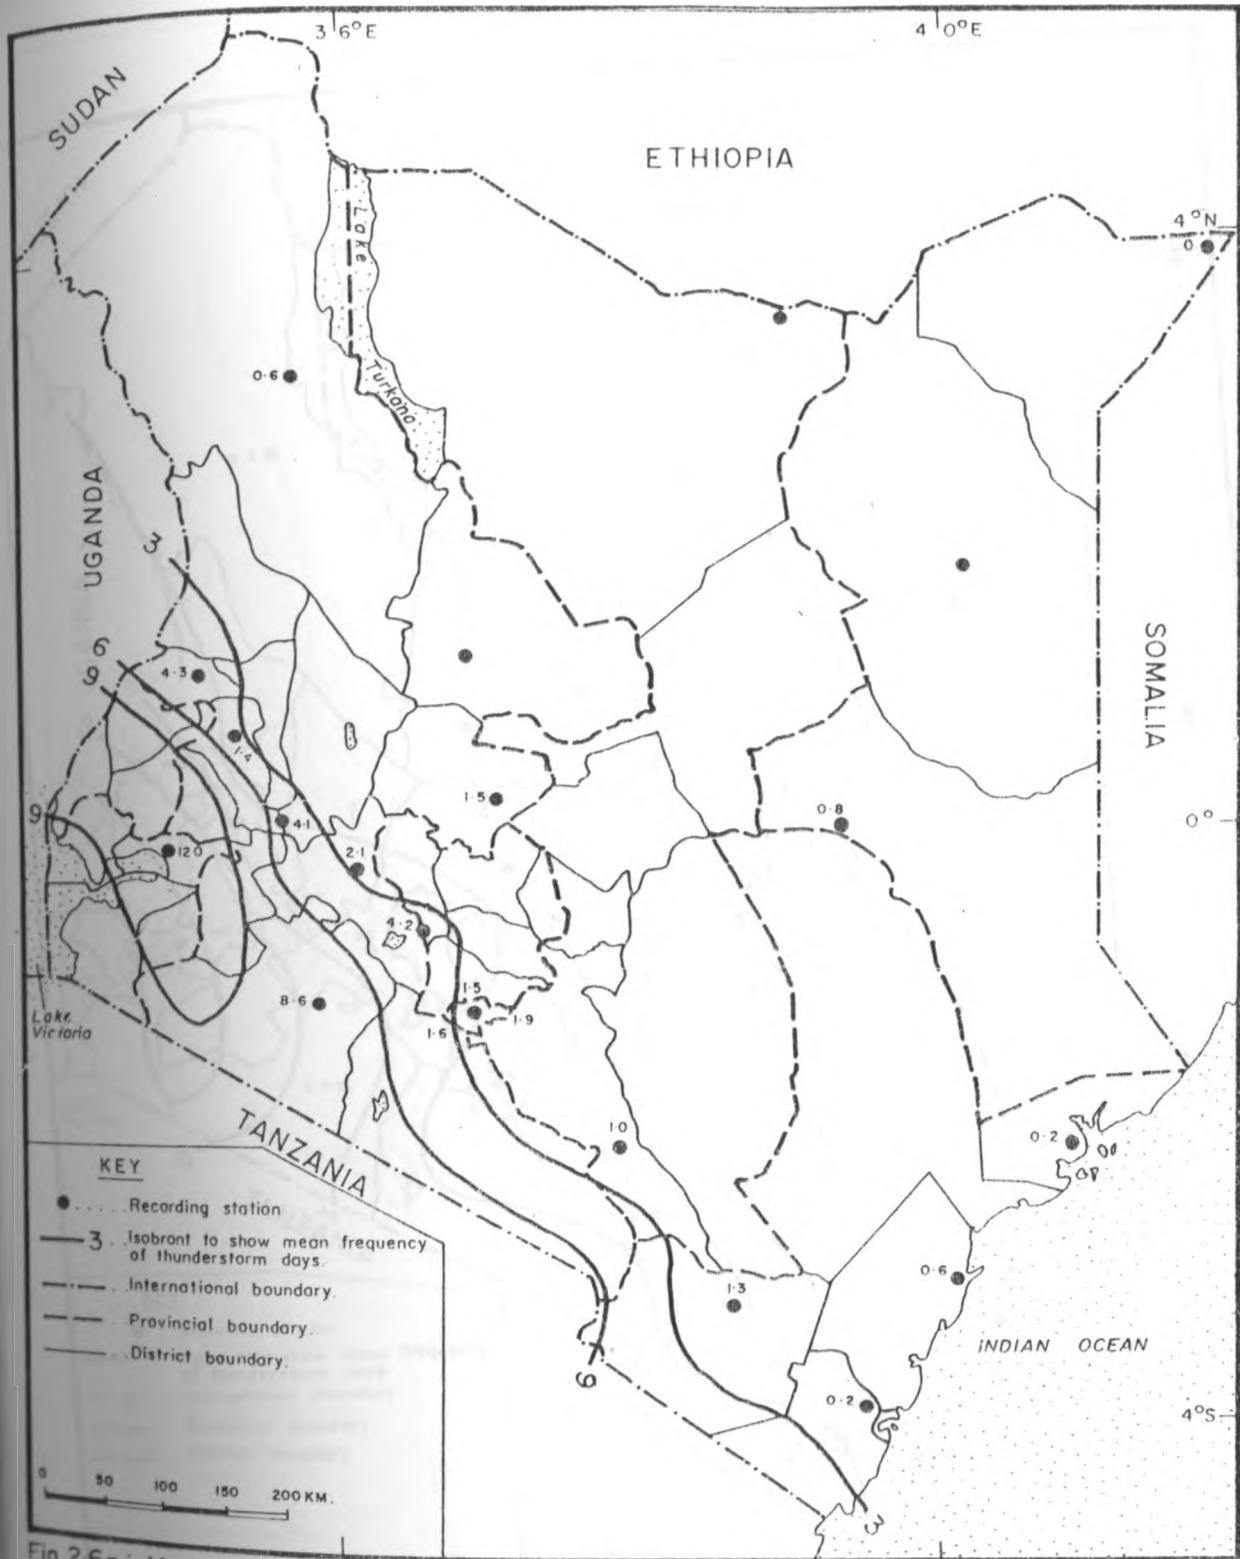 36°E
40°E
SUDAN
ETHIOPIA
4°N
0
Lake
Turkana
0·6
UGANDA
3
SOMALIA
6
9
4·3
1·4
1·5
0·8
0°
9
4·1
120
2·1
4·2
8·6
1·5
1·6
1·9
Lake
Victoria
TANZANIA
1·0
0·2
KEY
Recording station
3 Isobront to show mean frequency
of thunderstorm days.
International boundary.
Provincial boundary.
District boundary.
1·3
0·6
INDIAN OCEAN
6
0·2
4°S
0 50 100 150 200 KM.
3
Fig 2·6